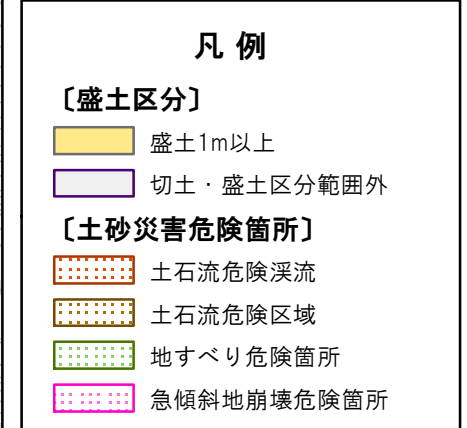 凡 例
〔盛土区分〕
盛土1m以上
切土・盛土区分範囲外
〔土砂災害危険箇所〕
土石流危険渓流
土石流危険区域
地すべり危険箇所
急傾斜地崩壊危険箇所